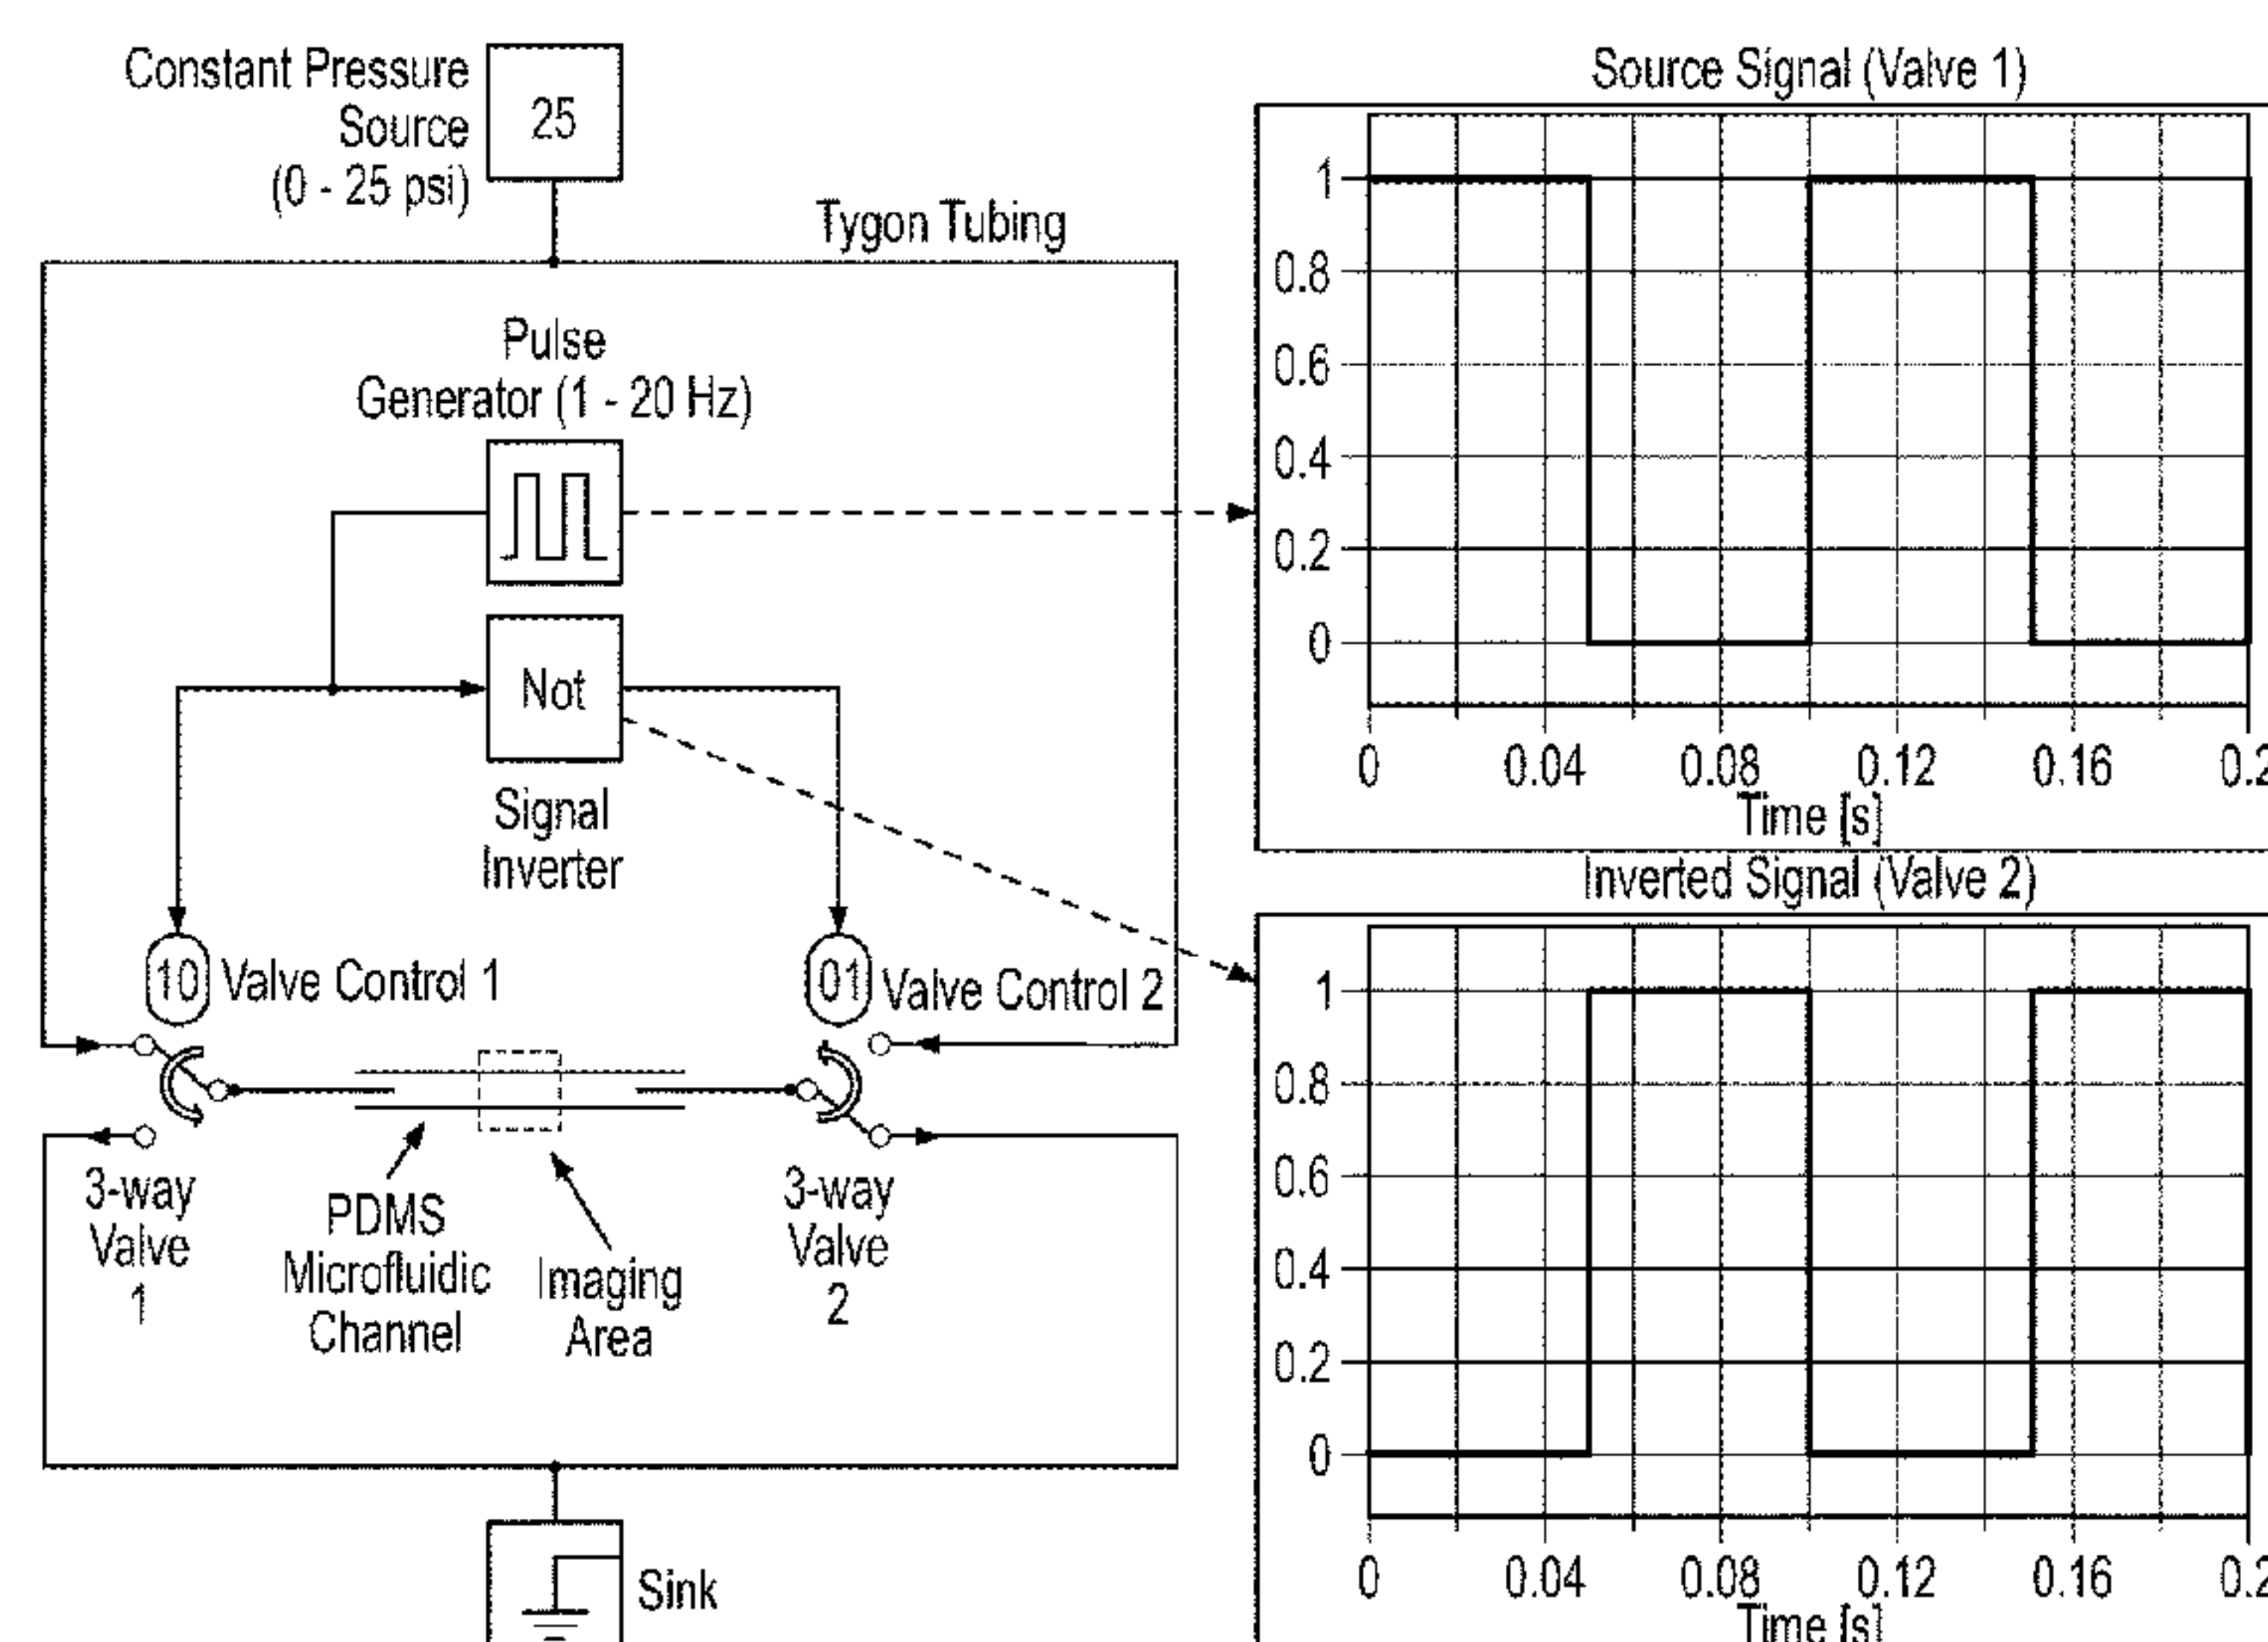 Constant Pressure
Source
(0 - 25 psi)
25
Tygon Tubing
Pulse
Generator (1 - 20 Hz)
Not
Signal
Inverter
10
Valve Control 1
01
Valve Control 2
3-way
Valve
1
PDMS
Microfluidic
Channel
Imaging
Area
3-way
Valve
2
Sink
Source Signal (Valve 1)
1
0.8
0.6
0.4
0.2
0
0 0.04 0.08 0.12 0.16 0.2
Time [s]
Inverted Signal (Valve 2)
1
0.8
0.6
0.4
0.2
0
0 0.04 0.08 0.12 0.16 0.2
Time [s]